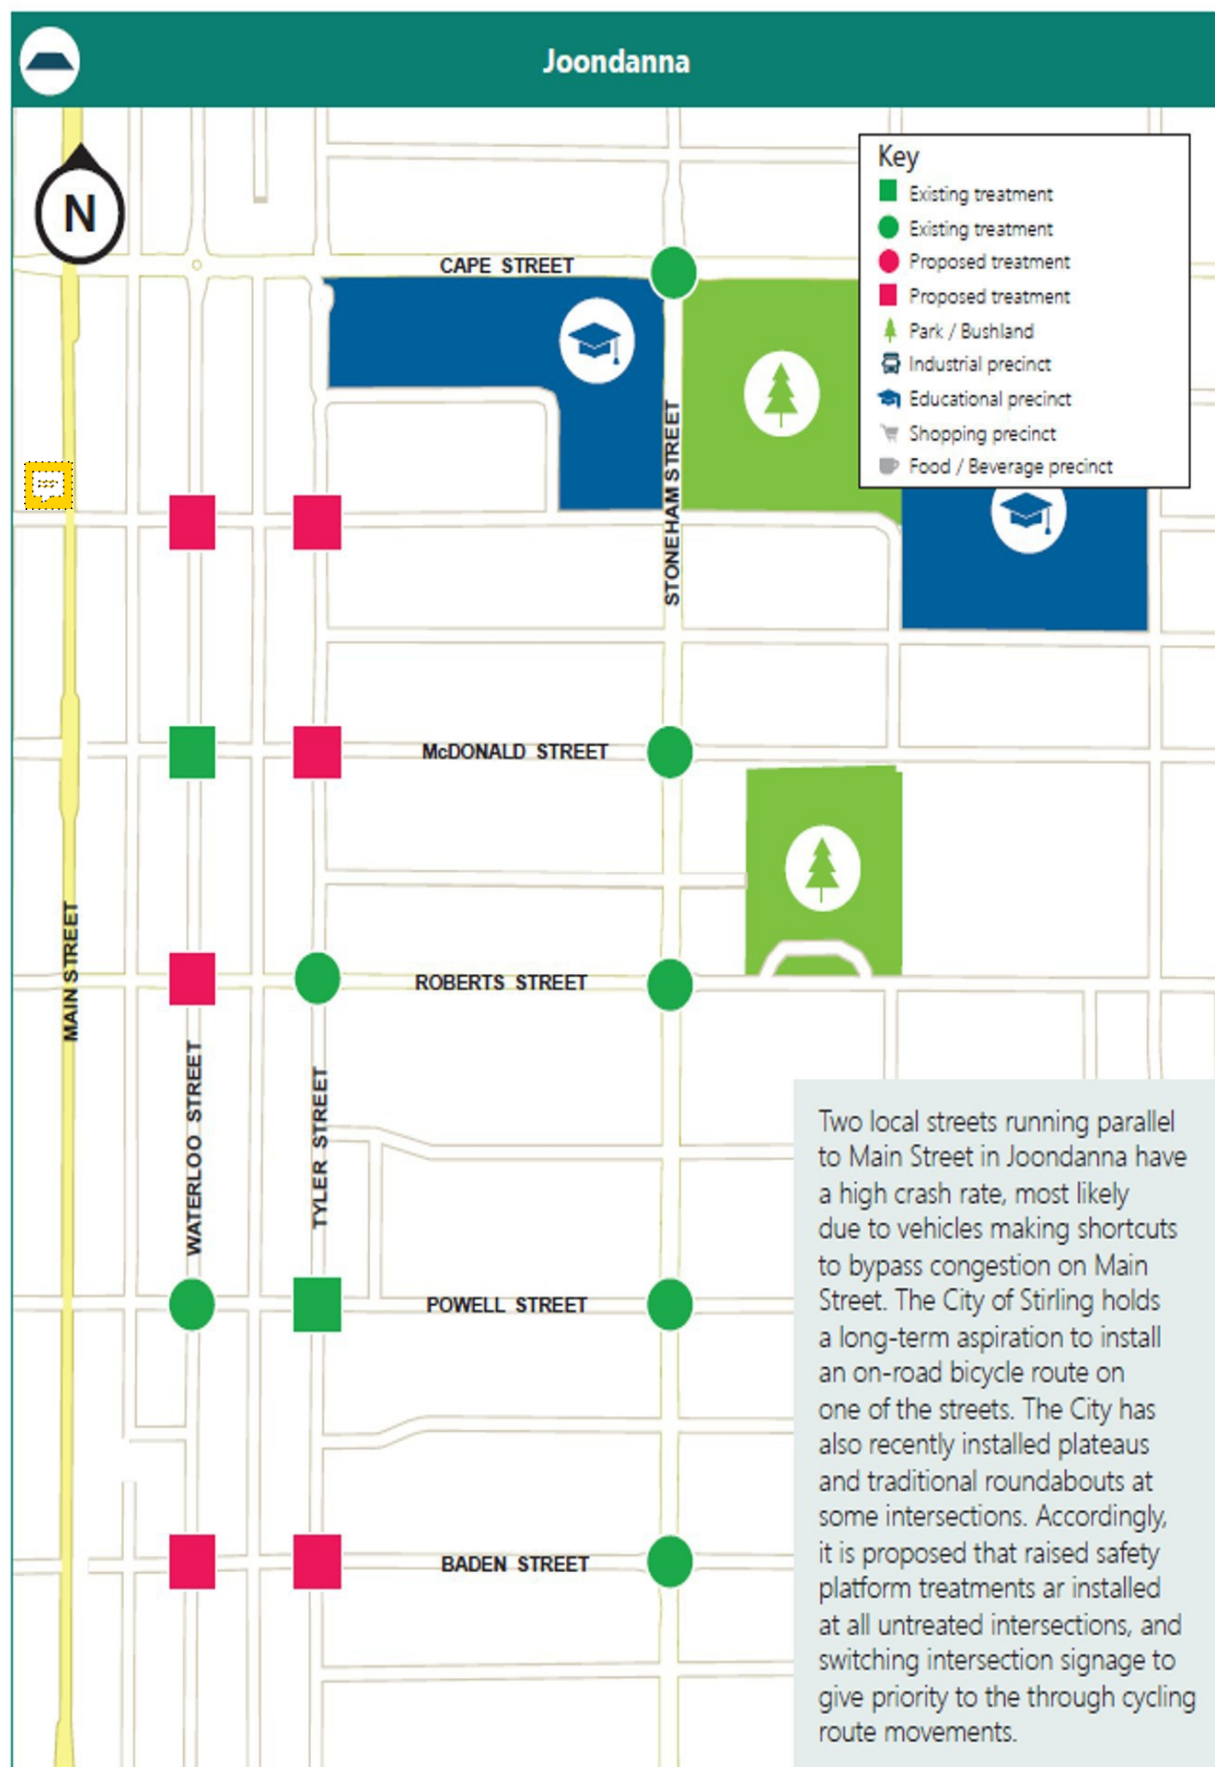 Joondanna
N
Key
Existing treatment
Existing treatment
Proposed treatment
Proposed treatment
Park / Bushland
Industrial precinct
Educational precinct
Shopping precinct
Food / Beverage precinct
CAPE STREET
STONEHAM STREET
McDONALD STREET
MAIN STREET
ROBERTS STREET
WATERLOO STREET
TYLER STREET
POWELL STREET
BADEN STREET
Two local streets running parallel
to Main Street in Joondanna have
a high crash rate, most likely
due to vehicles making shortcuts
to bypass congestion on Main
Street. The City of Stirling holds
a long-term aspiration to install
an on-road bicycle route on
one of the streets. The City has
also recently installed plateaus
and traditional roundabouts at
some intersections. Accordingly,
it is proposed that raised safety
platform treatments ar installed
at all untreated intersections, and
switching intersection signage to
give priority to the through cycling
route movements.